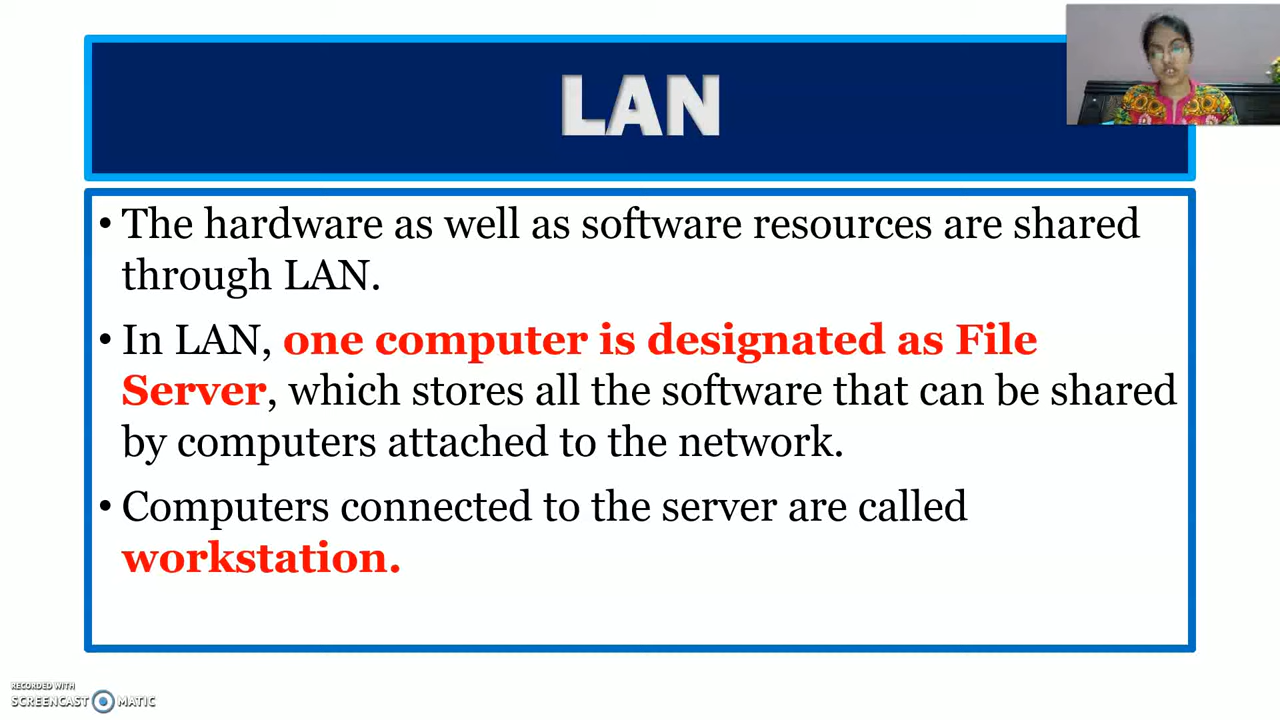 LAN
• The hardware as well as software resources are shared
through LAN.
• In LAN, one computer is designated as File
Server, which stores all the software that can be shared
by computers attached to the network.
• Computers connected to the server are called
workstation.
RECORDED WITH
SCREENCAST MATIC